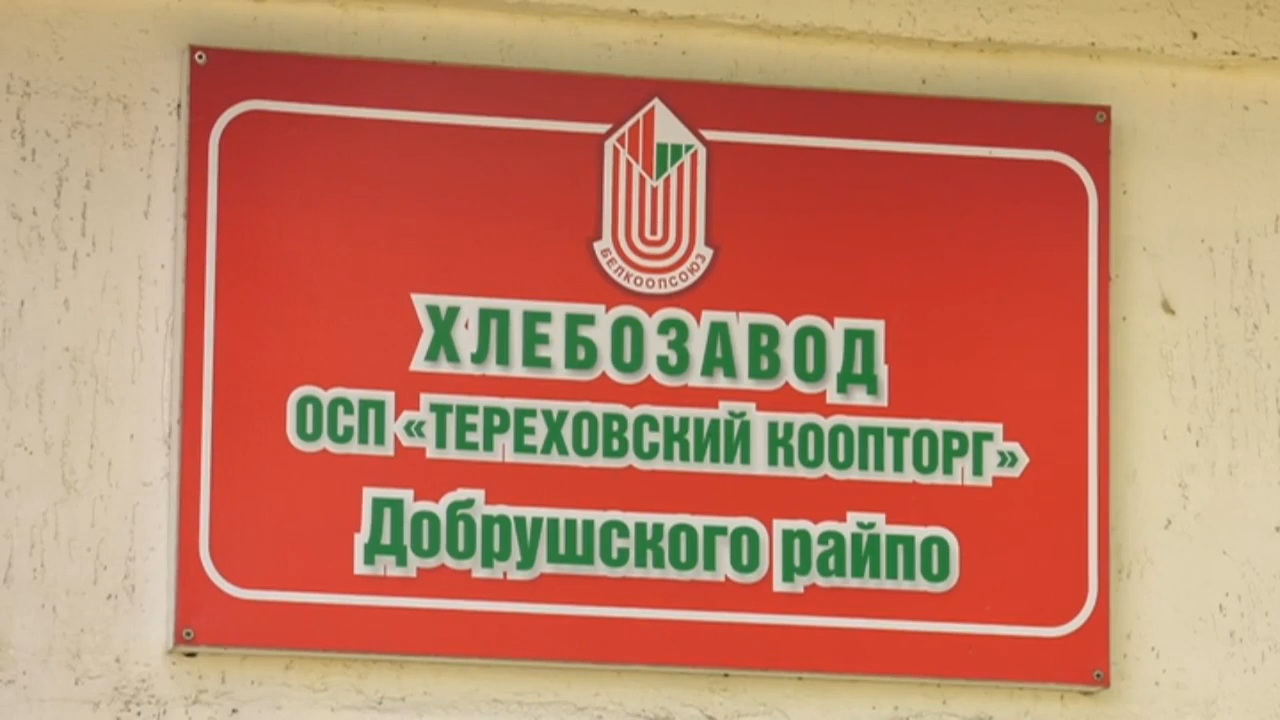 БЕЛКООПСОЮЗ
ХЛЕБОЗАВОД
ОСП «ТЕРЕХОВСКИЙ КООПТОРГ»
Добрушского райпо